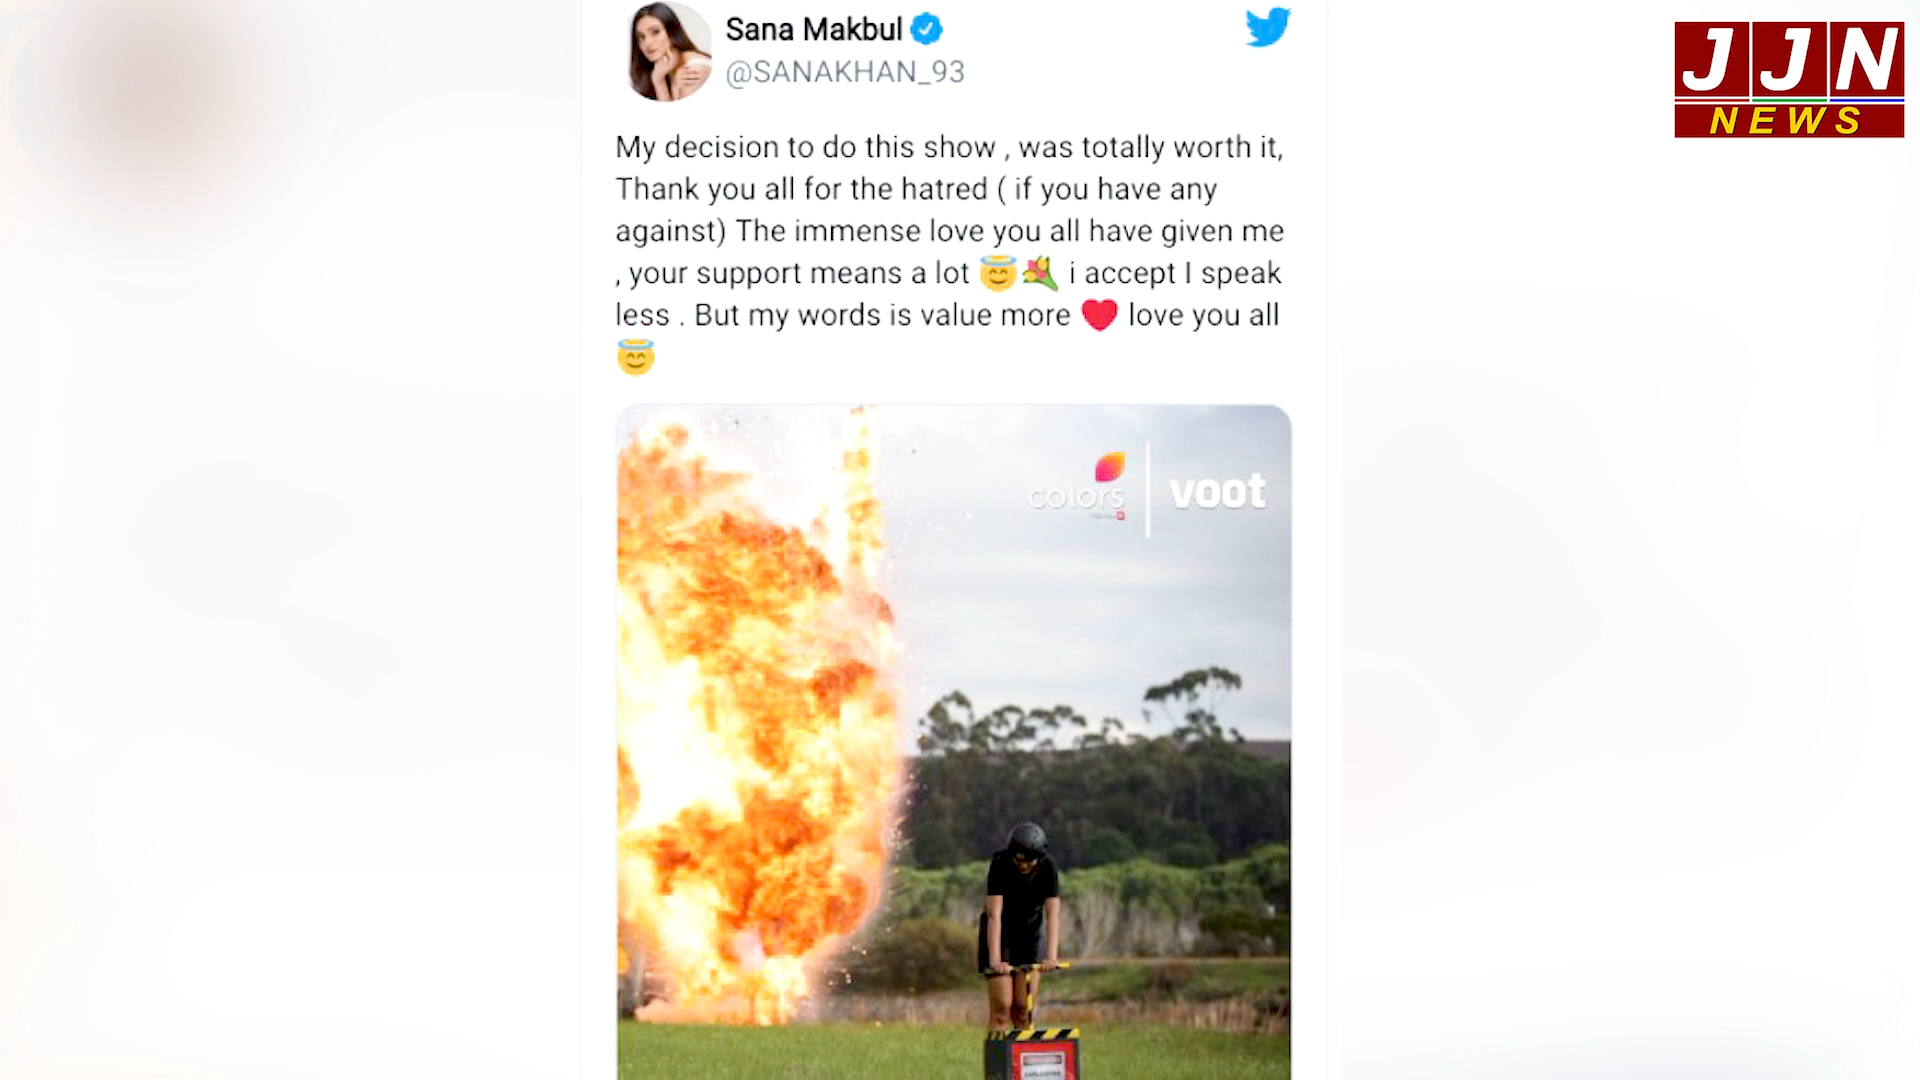 Sana Makbul
@SANAKHAN_93
JJN
NEWS
My decision to do this show , was totally worth it,
Thank you all for the hatred ( if you have any
against) The immense love you all have given me
, your support means a lot 😇💐 i accept I speak
less . But my words is value more ❤️ love you all
😇
colors
voot